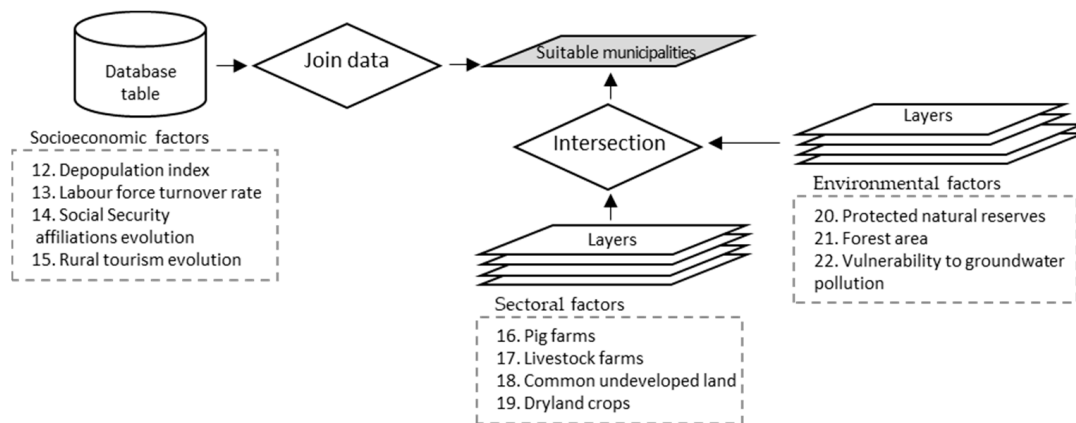 Database
table
Join data
Suitable municipalities
Socioeconomic factors
12. Depopulation index
13. Labour force turnover rate
14. Social Security
affiliations evolution
15. Rural tourism evolution
Intersection
Layers
Sectoral factors
16. Pig farms
17. Livestock farms
18. Common undeveloped land
19. Dryland crops
Layers
Environmental factors
20. Protected natural reserves
21. Forest area
22. Vulnerability to groundwater
pollution